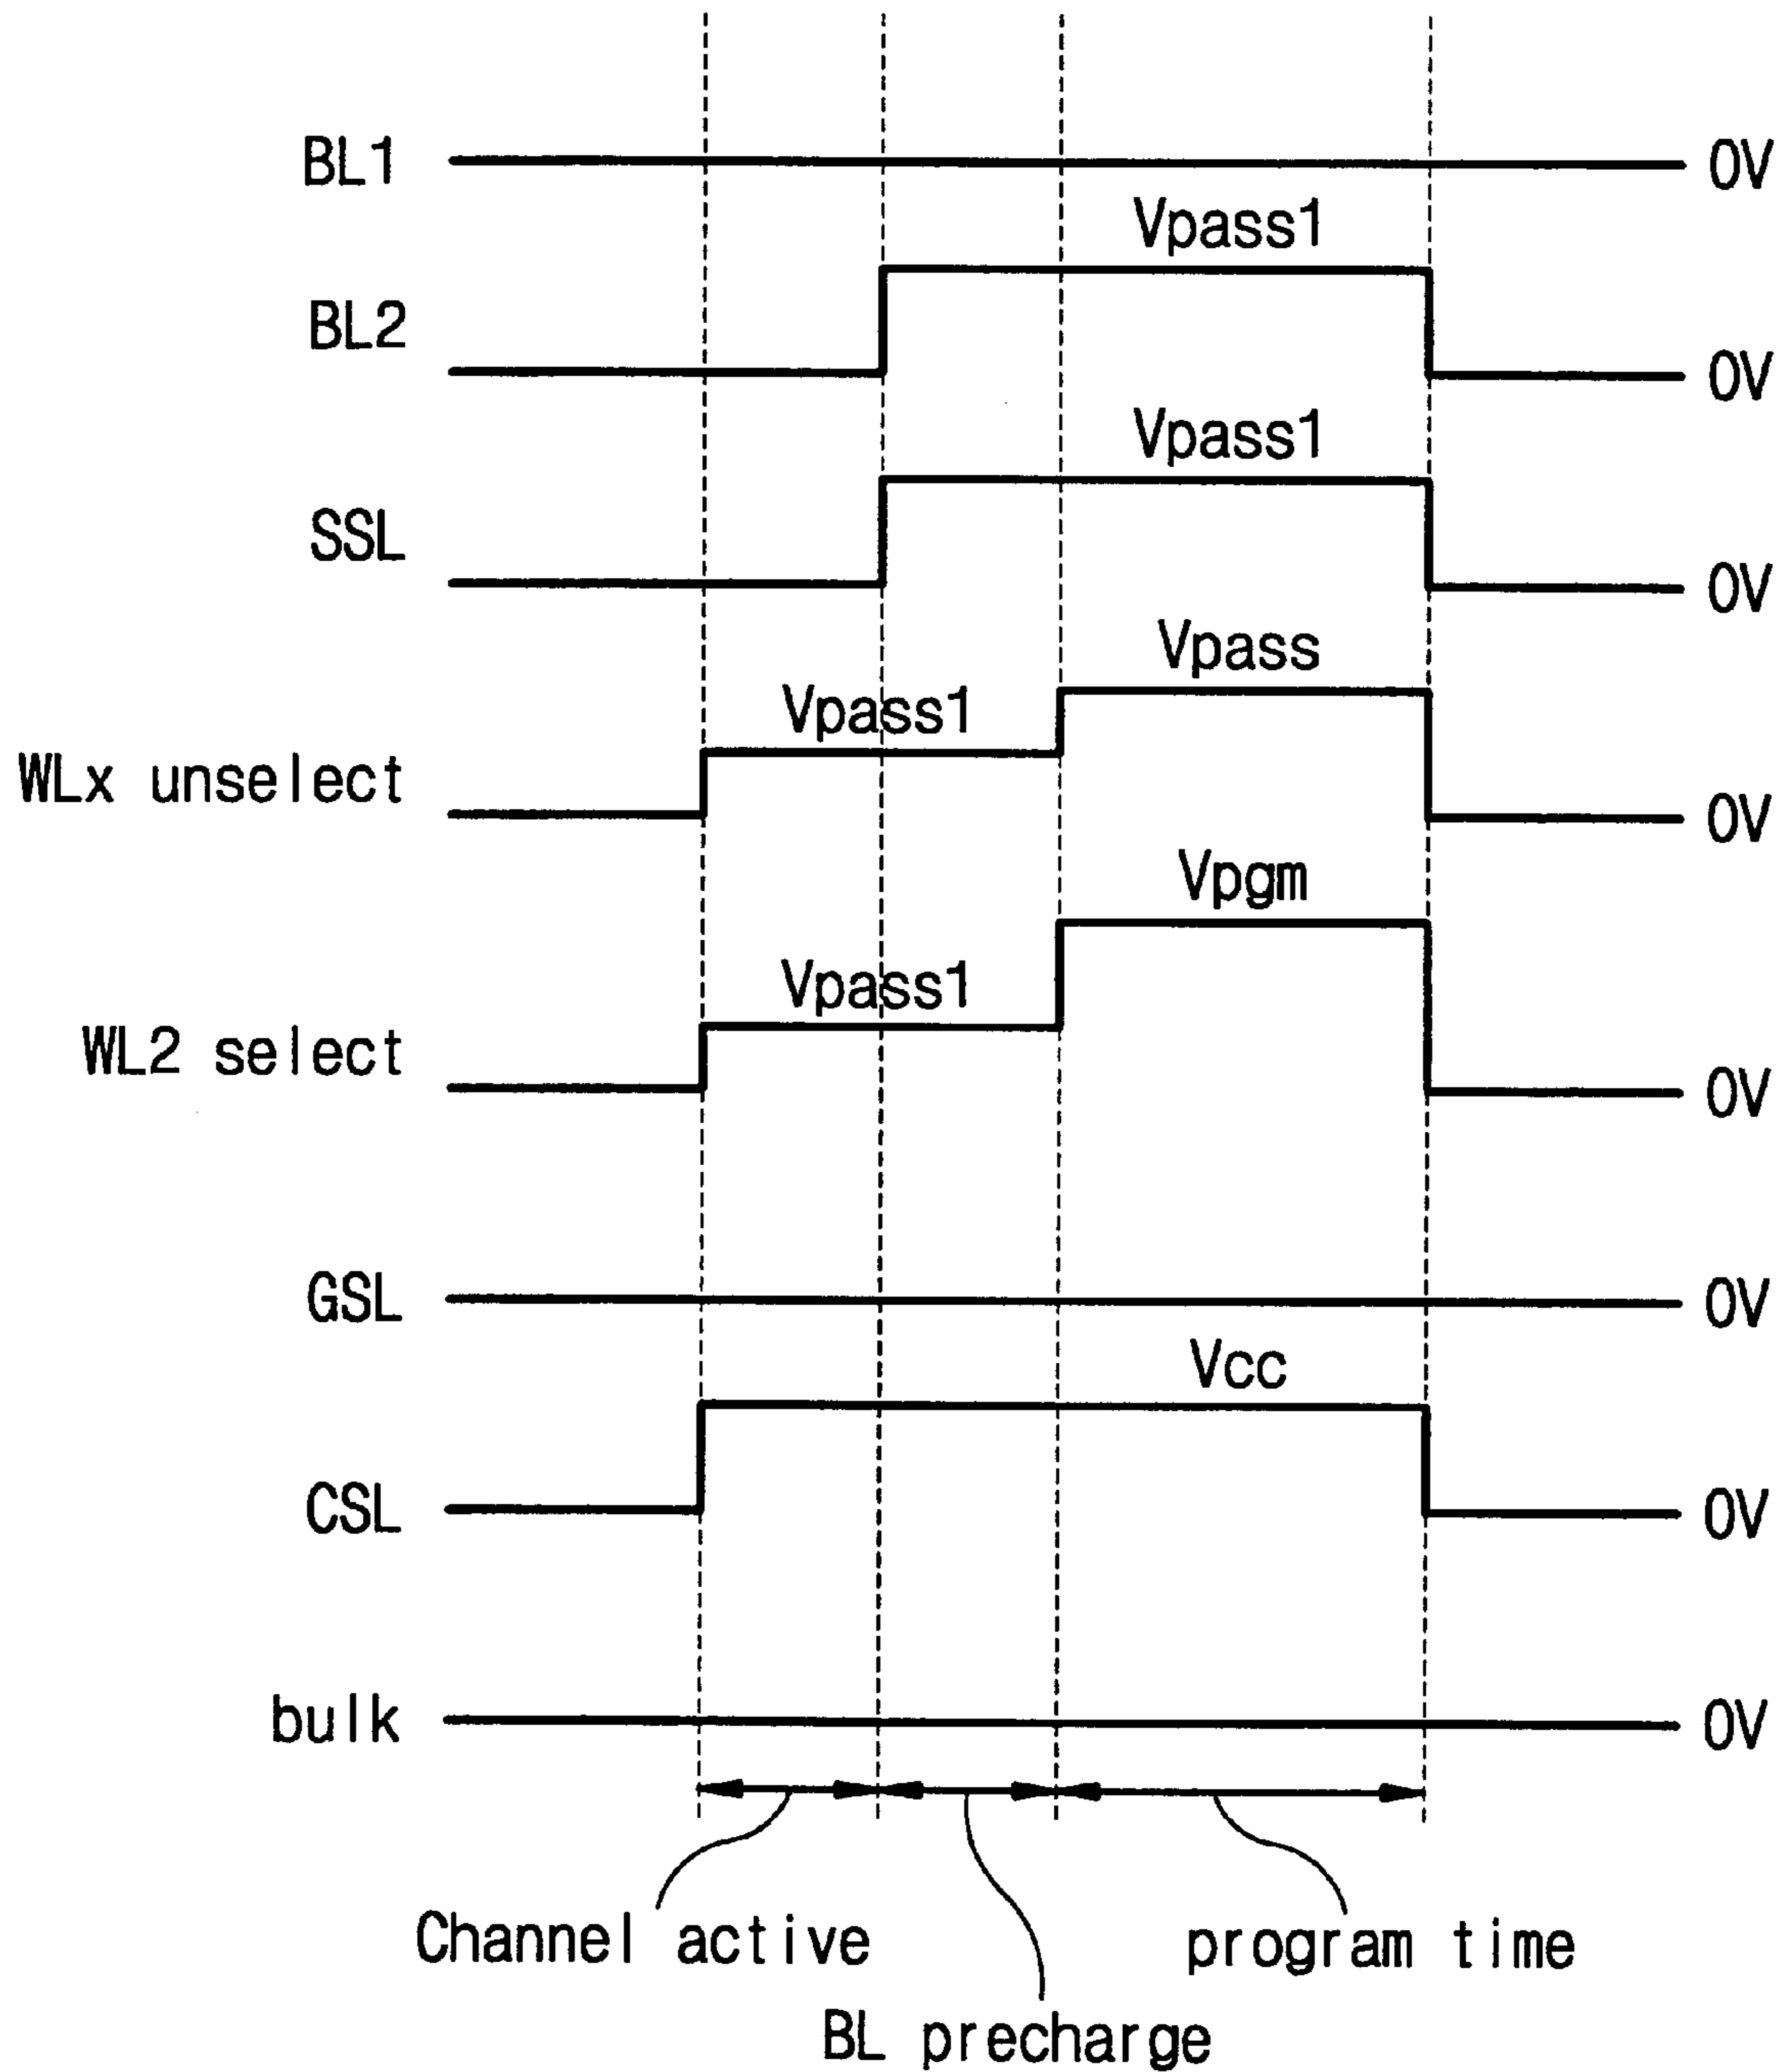 BL1 0V
Vpass1
BL2 0V
Vpass1
SSL 0V
Vpass
Vpass1
WLx unselect 0V
Vpgm
Vpass1
WL2 select 0V
GSL 0V
Vcc
CSL 0V
bulk 0V
Channel active program time
BL precharge